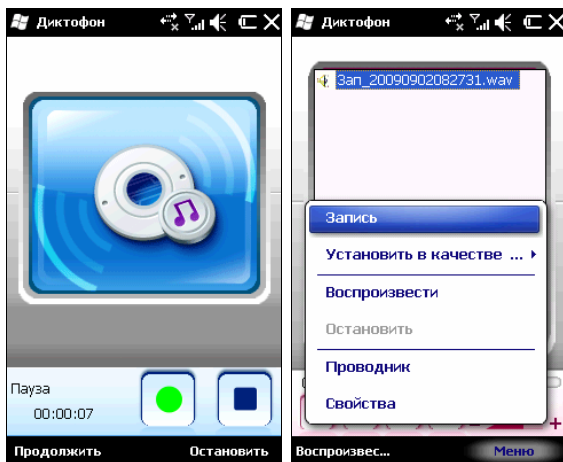 Диктофон
Пауза
00:00:07
Продолжить Остановить
Диктофон
Зап_20090902082731.wav
Запись
Установить в качестве ...
Воспроизвести
Остановить
Проводник
Свойства
Воспроизвес... Меню